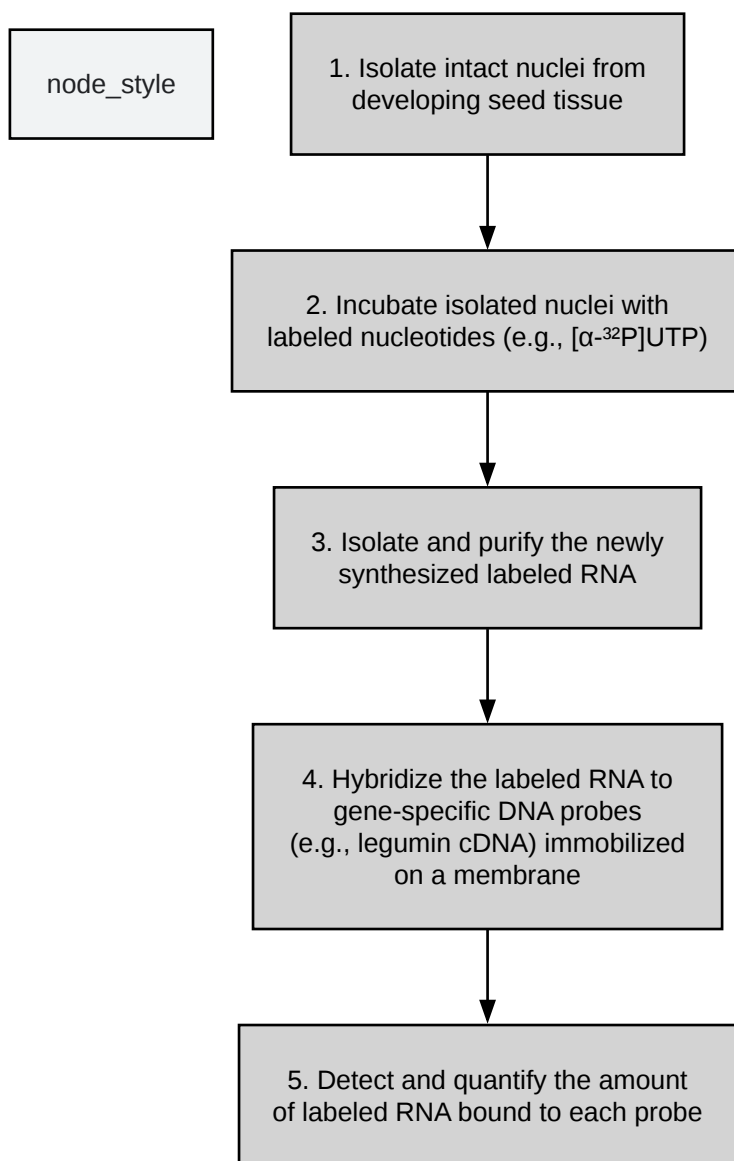 node_style
1. Isolate intact nuclei from
developing seed tissue
2. Incubate isolated nuclei with
labeled nucleotides (e.g., [α-³²P]UTP)
3. Isolate and purify the newly
synthesized labeled RNA
4. Hybridize the labeled RNA to
gene-specific DNA probes
(e.g., legumin cDNA) immobilized
on a membrane
5. Detect and quantify the amount
of labeled RNA bound to each probe